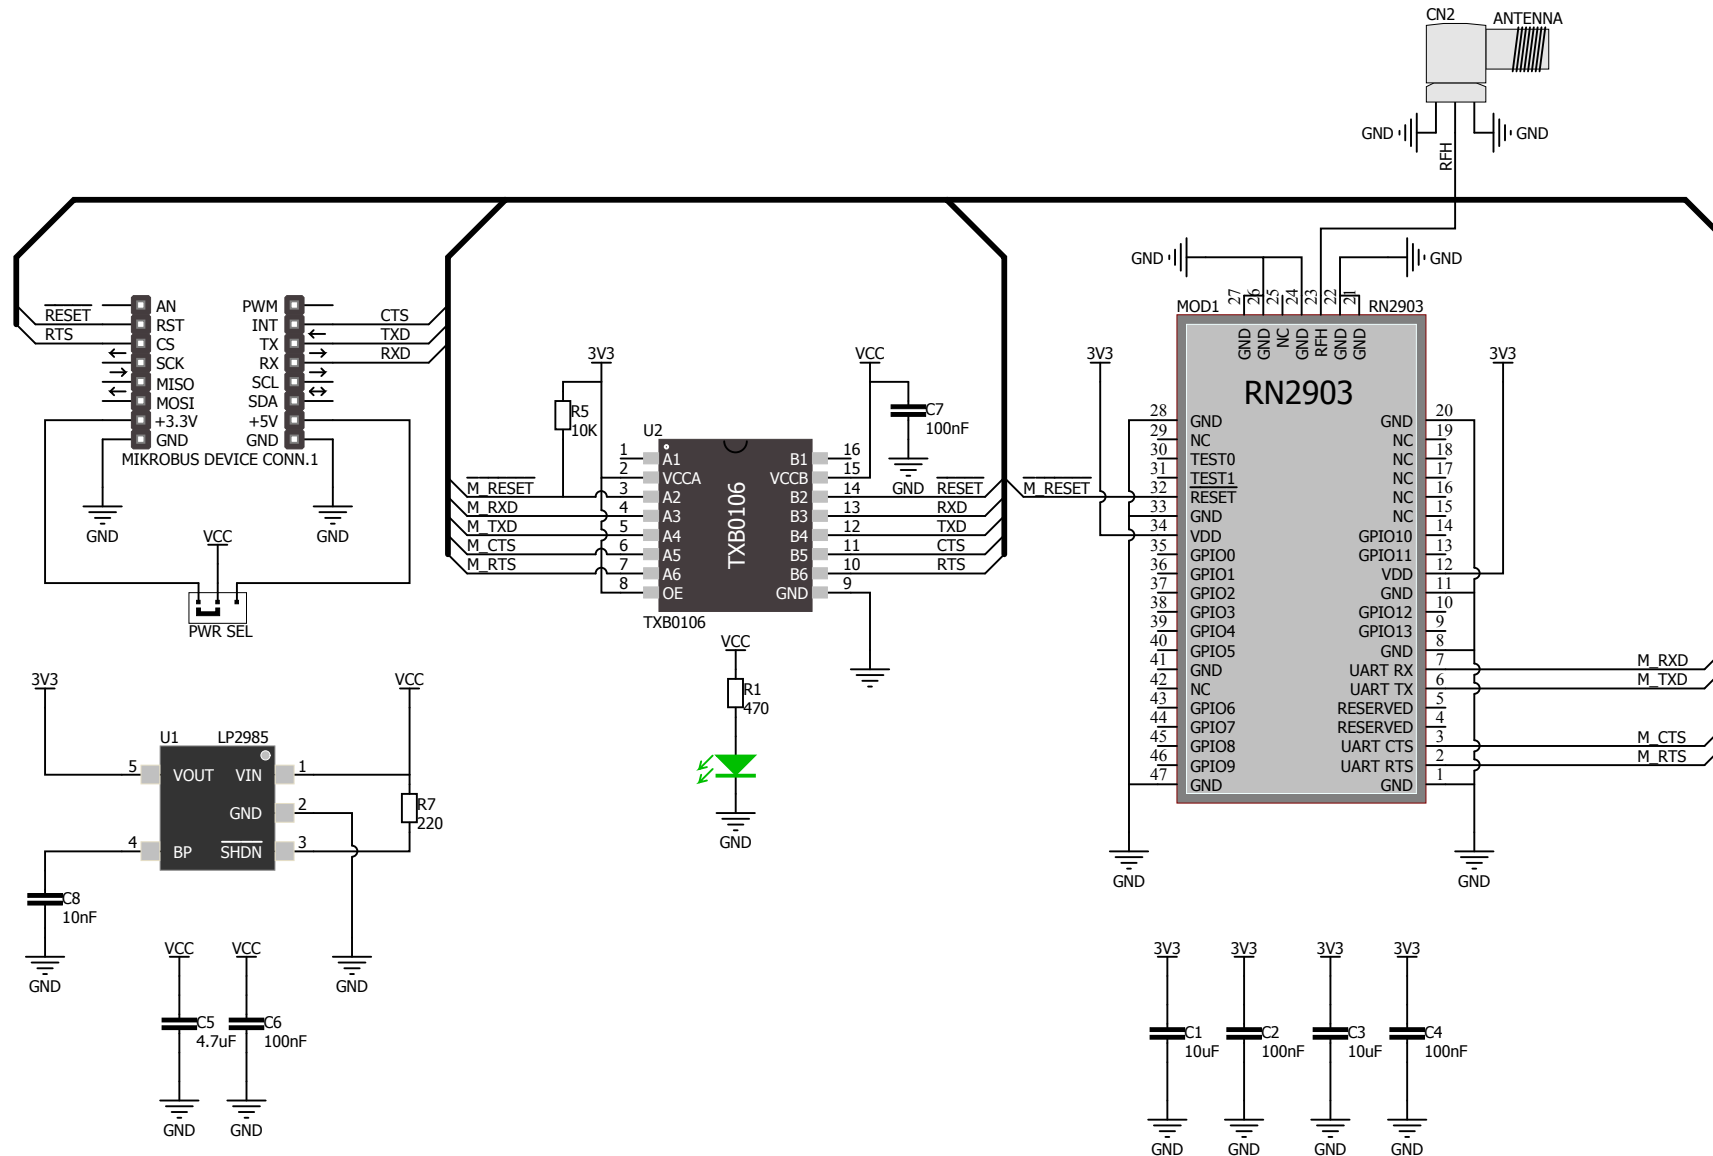 CN2
ANTENNA
GND
GND
RFH
RESET
RTS
AN
RST
CS
SCK
MISO
MOSI
+3.3V
GND
PWM
INT
TX
RX
SCL
SDA
+5V
GND
CTS
TXD
RXD
MIKROBUS DEVICE CONN.1
GND
GND
VCC
PWR SEL
3V3
VCC
U1
LP2985
5 VOUT VIN 1
GND 2
4 BP SHDN 3
R7
220
C8
10nF
GND
GND
VCC
VCC
C5
4.7uF
C6
100nF
GND
GND
3V3
R5
10K
VCC
C7
100nF
GND
U2
TXB0106
1 A1 B1 16
2 VCCA VCCB 15
M_RESET 3 A2 B2 14 RESET
M_RXD 4 A3 B3 13 RXD
M_TXD 5 A4 B4 12 TXD
M_CTS 6 A5 B5 11 CTS
M_RTS 7 A6 B6 10 RTS
8 OE GND 9
TXB0106
VCC
R1
470
GND
GND
GND
MOD1
RN2903
27 26 25 24 23 22 21
GND GND NC GND RFH GND GND
RN2903
3V3
3V3
M_RESET
28 GND GND 20
29 NC NC 19
30 TEST0 NC 18
31 TEST1 NC 17
32 RESET NC 16
33 GND NC 15
34 VDD GPIO10 14
35 GPIO0 GPIO11 13
36 GPIO1 VDD 12
37 GPIO2 GND 11
38 GPIO3 GPIO12 10
39 GPIO4 GPIO13 9
40 GPIO5 GND 8
41 GND UART RX 7 M_RXD
42 NC UART TX 6 M_TXD
43 GPIO6 RESERVED 5
44 GPIO7 RESERVED 4
45 GPIO8 UART CTS 3 M_CTS
46 GPIO9 UART RTS 2 M_RTS
47 GND GND 1
GND
GND
3V3
3V3
3V3
3V3
C1
10uF
C2
100nF
C3
10uF
C4
100nF
GND
GND
GND
GND